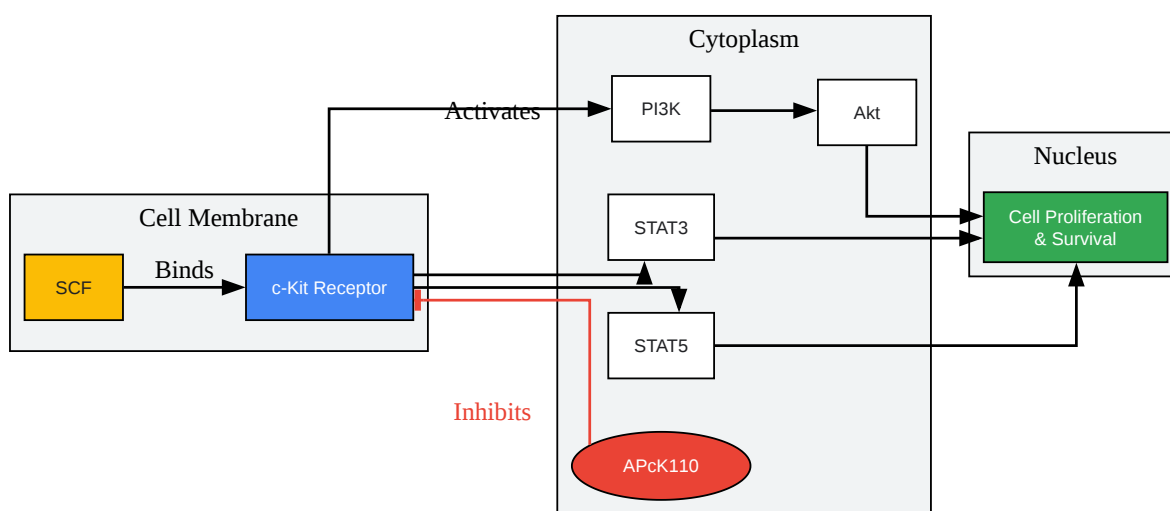 Cytoplasm
PI3K
Akt
Activates
Nucleus
Cell Proliferation
& Survival
Cell Membrane
STAT3
Binds
SCF
c-Kit Receptor
STAT5
Inhibits
APcK110